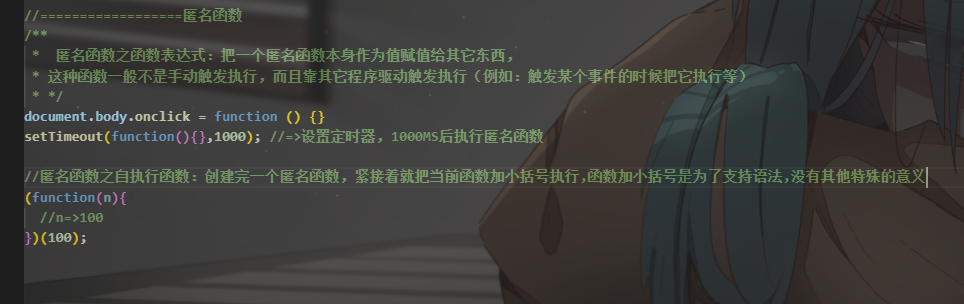 //==================匿名函数
/**
 *  匿名函数之函数表达式：把一个匿名函数本身作为值赋值给其它东西，
 * 这种函数一般不是手动触发执行，而且靠其它程序驱动触发执行（例如：触发某个事件的时候把它执行等）
 * */
document.body.onclick = function () {}
setTimeout(function(){},1000); //=>设置定时器，1000MS后执行匿名函数
//匿名函数之自执行函数：创建完一个匿名函数，紧接着就把当前函数加小括号执行,函数加小括号是为了支持语法,没有其他特殊的意义
(function(n){
  //n=>100
})(100);